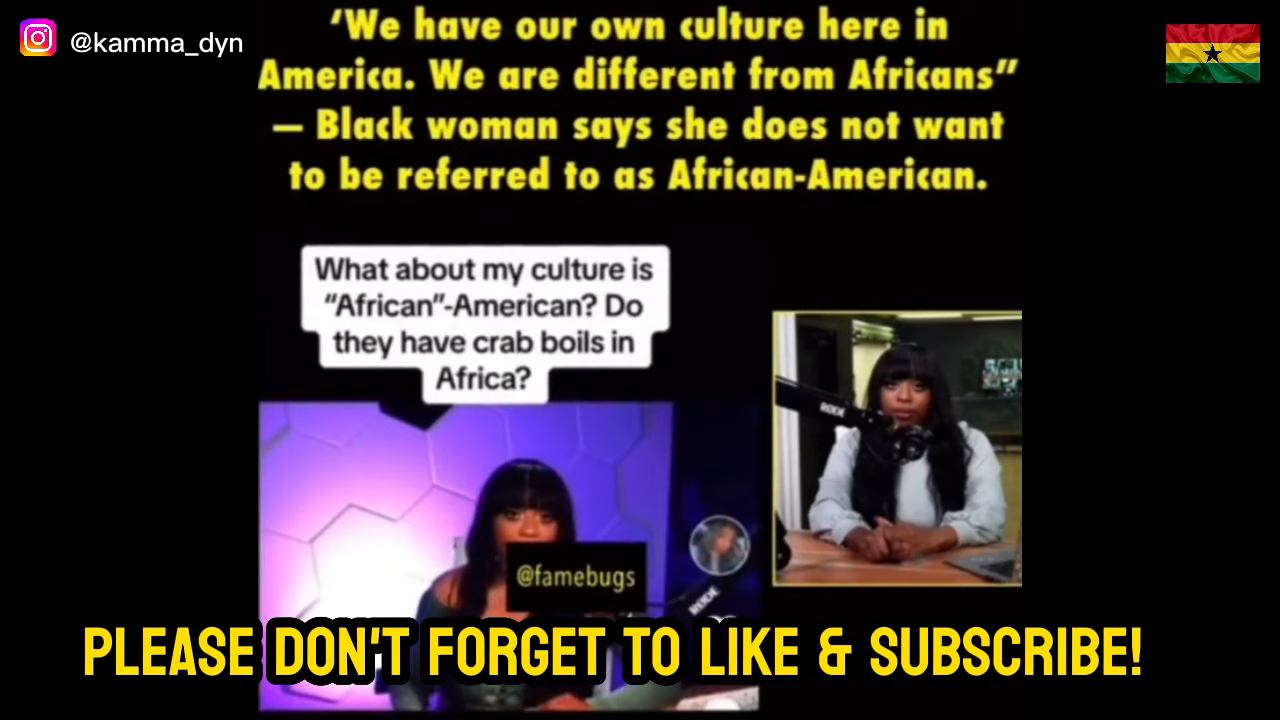 @kamma_dyn
‘We have our own culture here in
America. We are different from Africans”
– Black woman says she does not want
to be referred to as African-American.
What about my culture is
“African”-American? Do
they have crab boils in
Africa?
RODE
@famebugs
RODE
PLEASE DON'T FORGET TO LIKE & SUBSCRIBE!